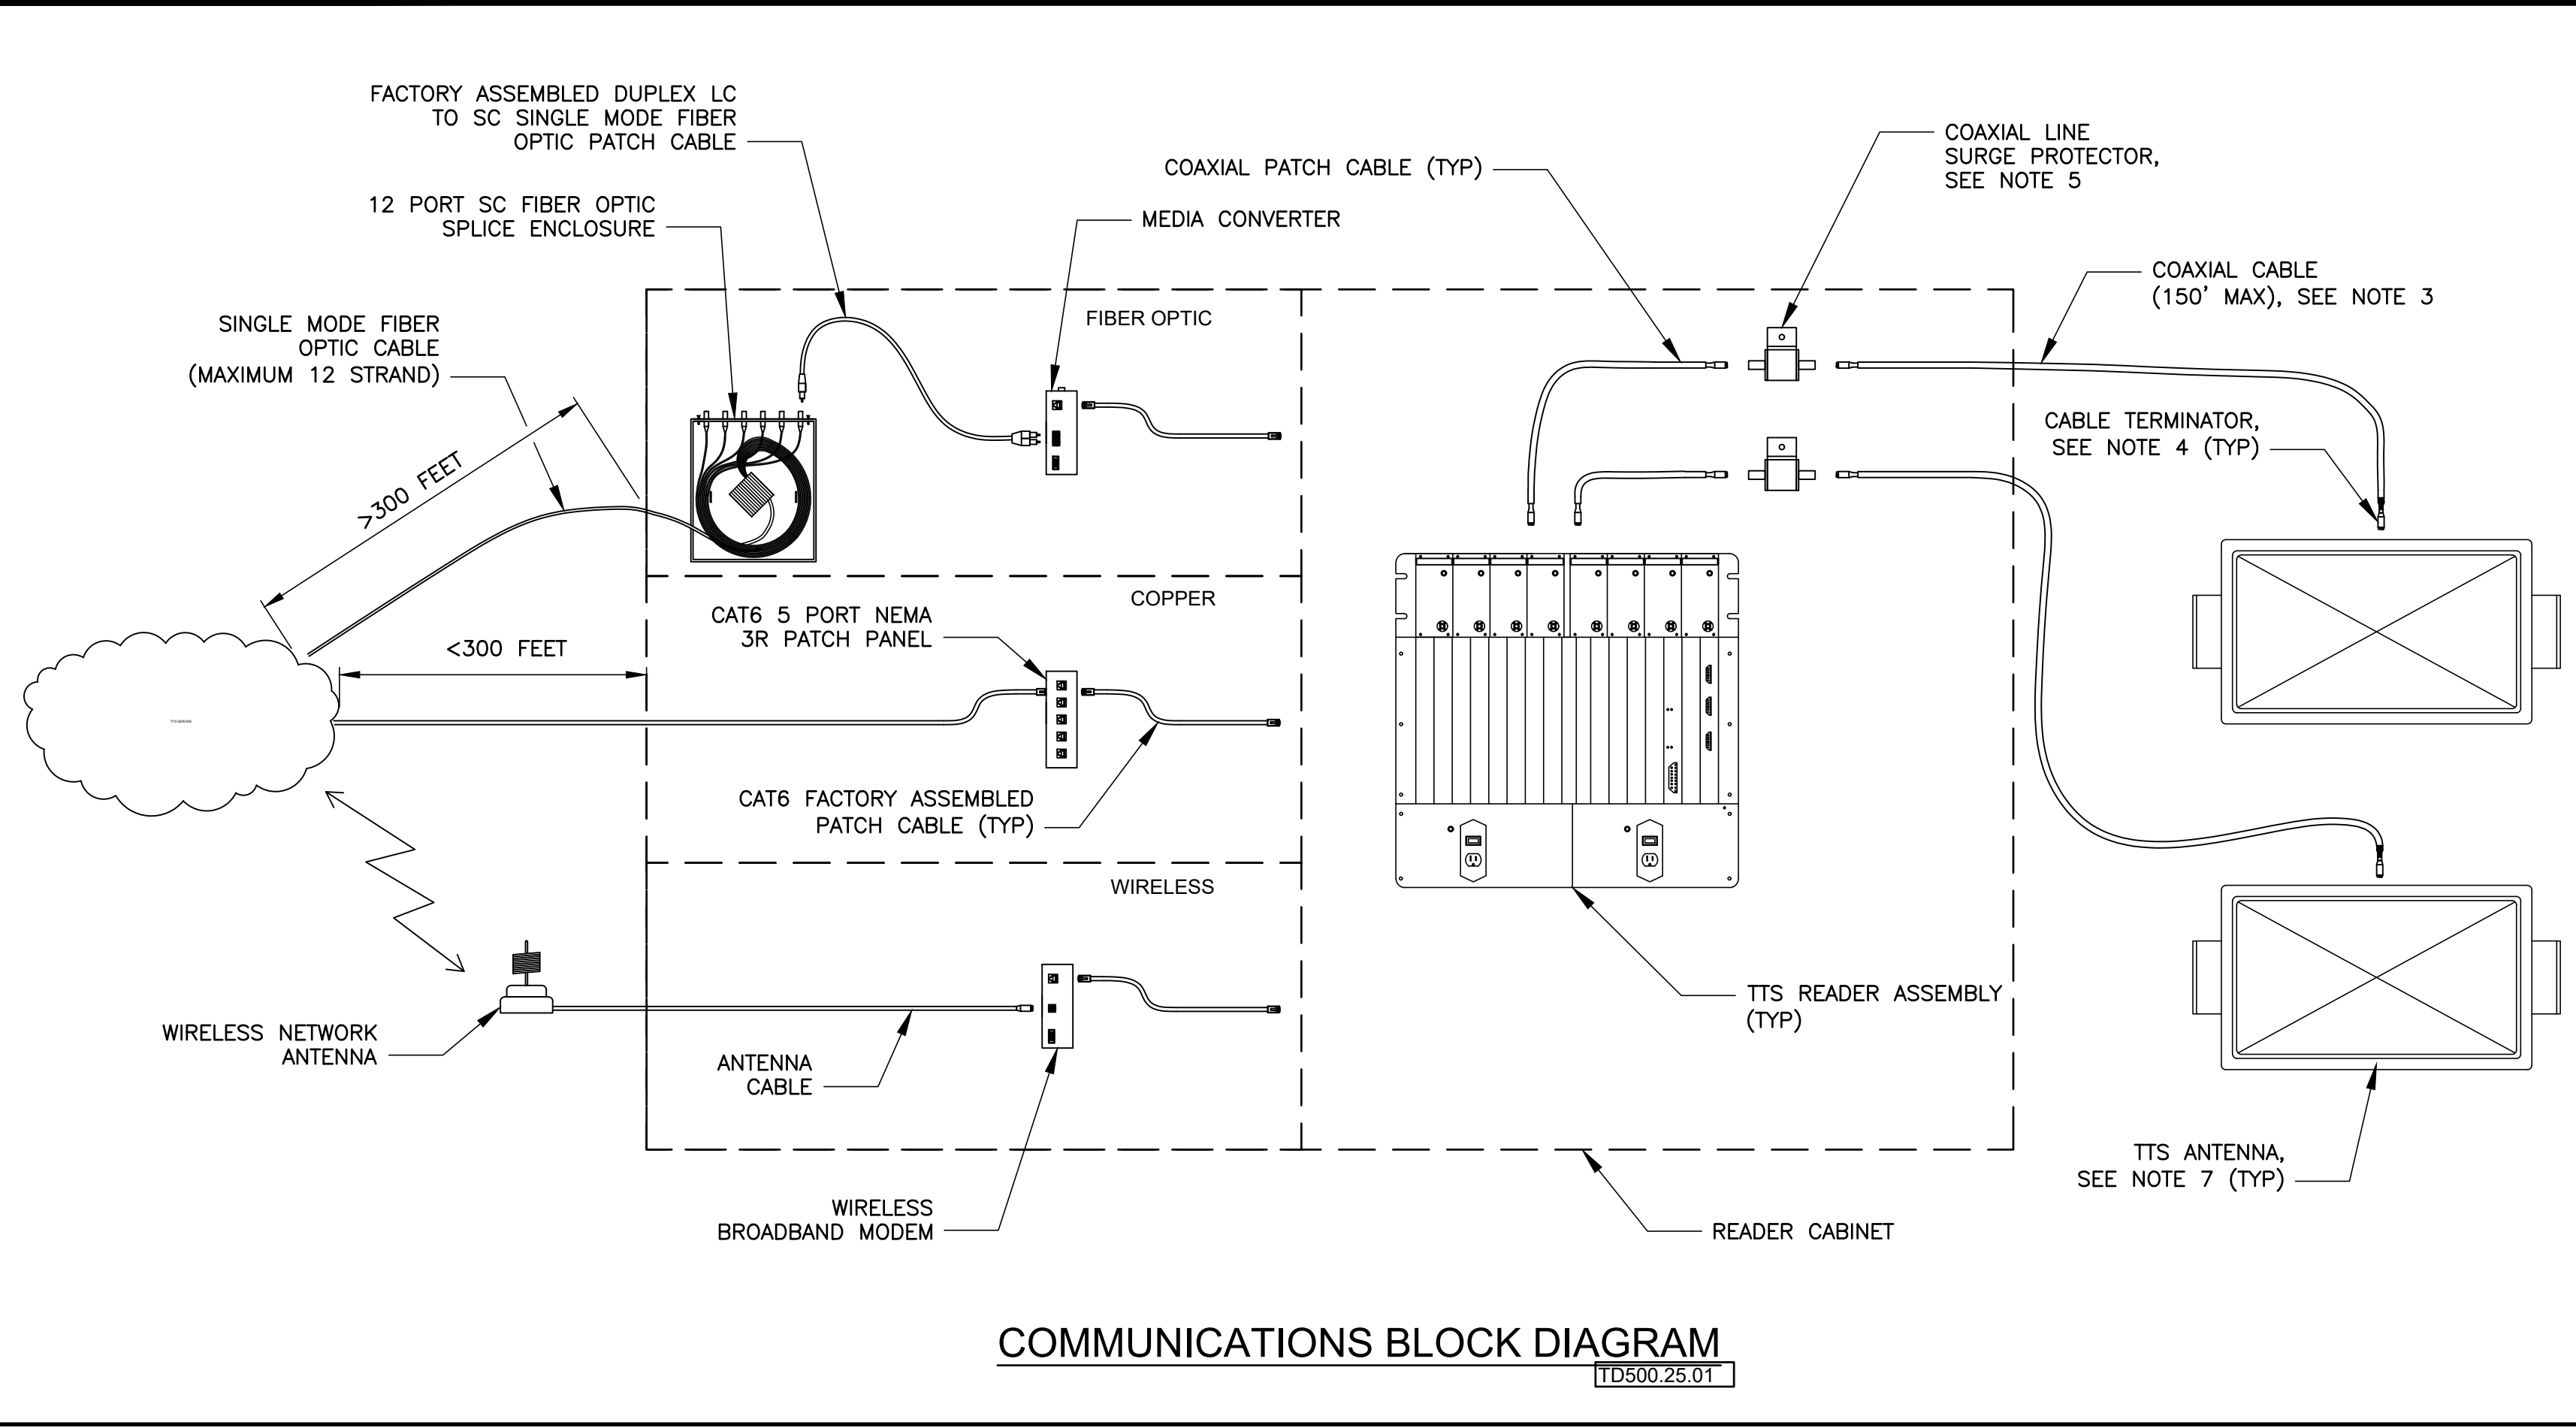 FACTORY ASSEMBLED DUPLEX LC
TO SC SINGLE MODE FIBER
OPTIC PATCH CABLE
12 PORT SC FIBER OPTIC
SPLICE ENCLOSURE
SINGLE MODE FIBER
OPTIC CABLE
(MAXIMUM 12 STRAND)
>300 FEET
<300 FEET
TTS SERVER
COAXIAL PATCH CABLE (TYP)
MEDIA CONVERTER
FIBER OPTIC
COAXIAL LINE
SURGE PROTECTOR,
SEE NOTE 5
COAXIAL CABLE
(150' MAX), SEE NOTE 3
CABLE TERMINATOR,
SEE NOTE 4 (TYP)
COPPER
CAT6 5 PORT NEMA
3R PATCH PANEL
CAT6 FACTORY ASSEMBLED
PATCH CABLE (TYP)
WIRELESS
WIRELESS NETWORK
ANTENNA
ANTENNA
CABLE
WIRELESS
BROADBAND MODEM
TTS READER ASSEMBLY
(TYP)
TTS ANTENNA,
SEE NOTE 7 (TYP)
READER CABINET
COMMUNICATIONS BLOCK DIAGRAM
TD500.25.01